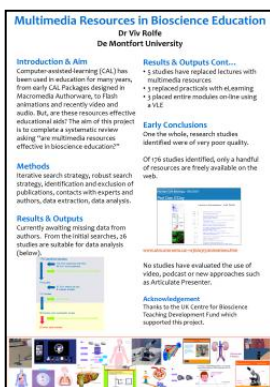 Multimedia Resources in Bioscience Education
Dr Viv Rolfe
De Montfort University
Introduction & Aim
Computer-assisted-learning (CAL) has
been used in education for many years,
from early CAL Packages designed in
Macromedia Authorware, to Flash
animations and recently video and
audio. But, are these resources effective
educational aids? The aim of this project
is to complete a systematic review
asking "are multimedia resources
effective in bioscience education?"
Methods
Iterative search strategy, robust search
strategy, identification and exclusion of
publications, contacts with experts and
authors, data extraction, data analysis.
Results & Outputs
Currently awaiting missing data from
authors. From the initial searches, 26
studies are suitable for data analysis
(below).
Results & Outputs Cont...
• 5 studies have replaced lectures with
multimedia resources
• 3 replaced practicals with eLearning
• 3 placed entire modules on-line using
a VLE
Early Conclusions
One the whole, research studies
identified were of very poor quality.
Of 176 studies identified, only a handful
of resources are freely available on the
web.
No studies have evaluated the use of
video, podcast or new approaches such
as Articulate Presenter.
Acknowledgement
Thanks to the UK Centre for Bioscience
Teaching Development Fund which
supported this project.